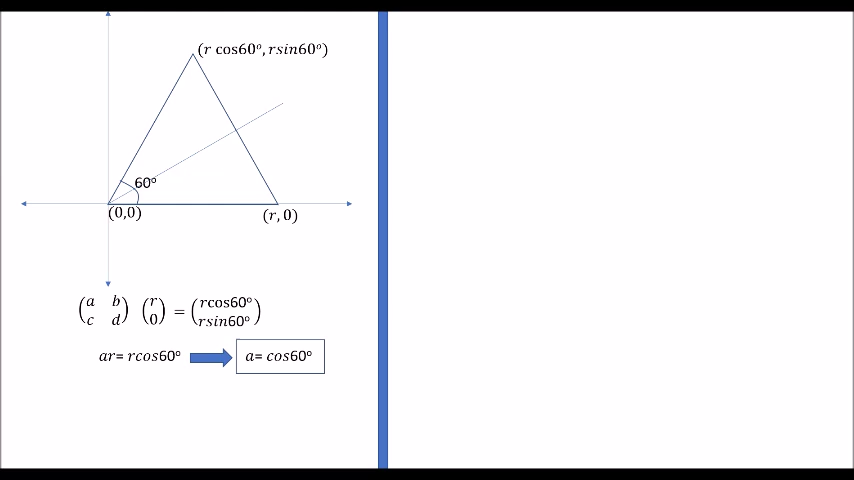 (r cos60°, rsin60°)
60°
(0,0)
(r, 0)
(a b
c d) (r
0) = (rcos60°
rsin60°)
ar= rcos60°
a= cos60°